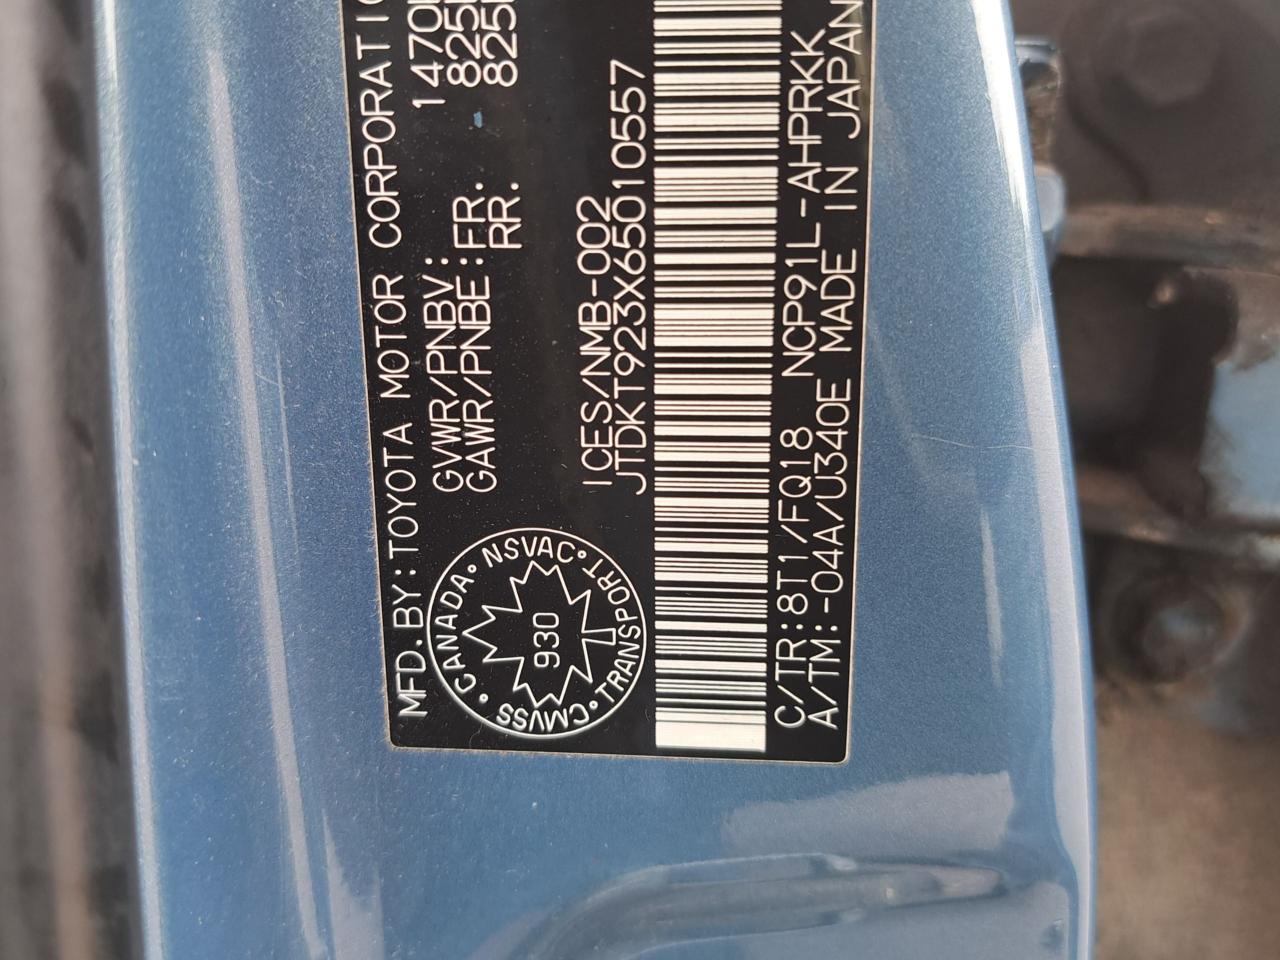 MFD. BY: TOYOTA MOTOR CORPORATIO
GVWR/PNBV: 1470
GAWR/PNBE: FR: 825
RR: 825
ICES/NMB-002
JTDKT923X65010557
CANADA • NSVAC • TRANSPORT • CMVSS •
930
C/TR:8T1/FQ18 NCP91L-AHPRKK
A/TM:-04A/U340E MADE IN JAPAN